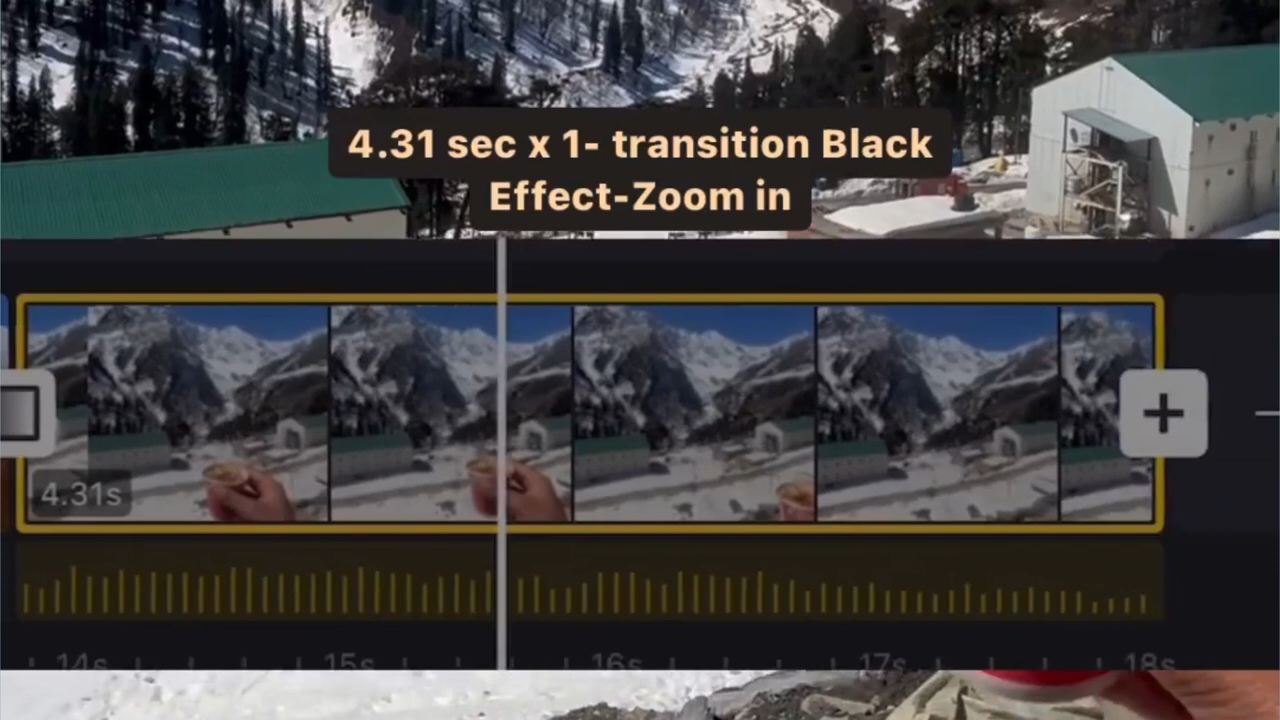 4.31 sec x 1- transition Black
Effect-Zoom in
4.31s
14s
15s
16s
17s
18s